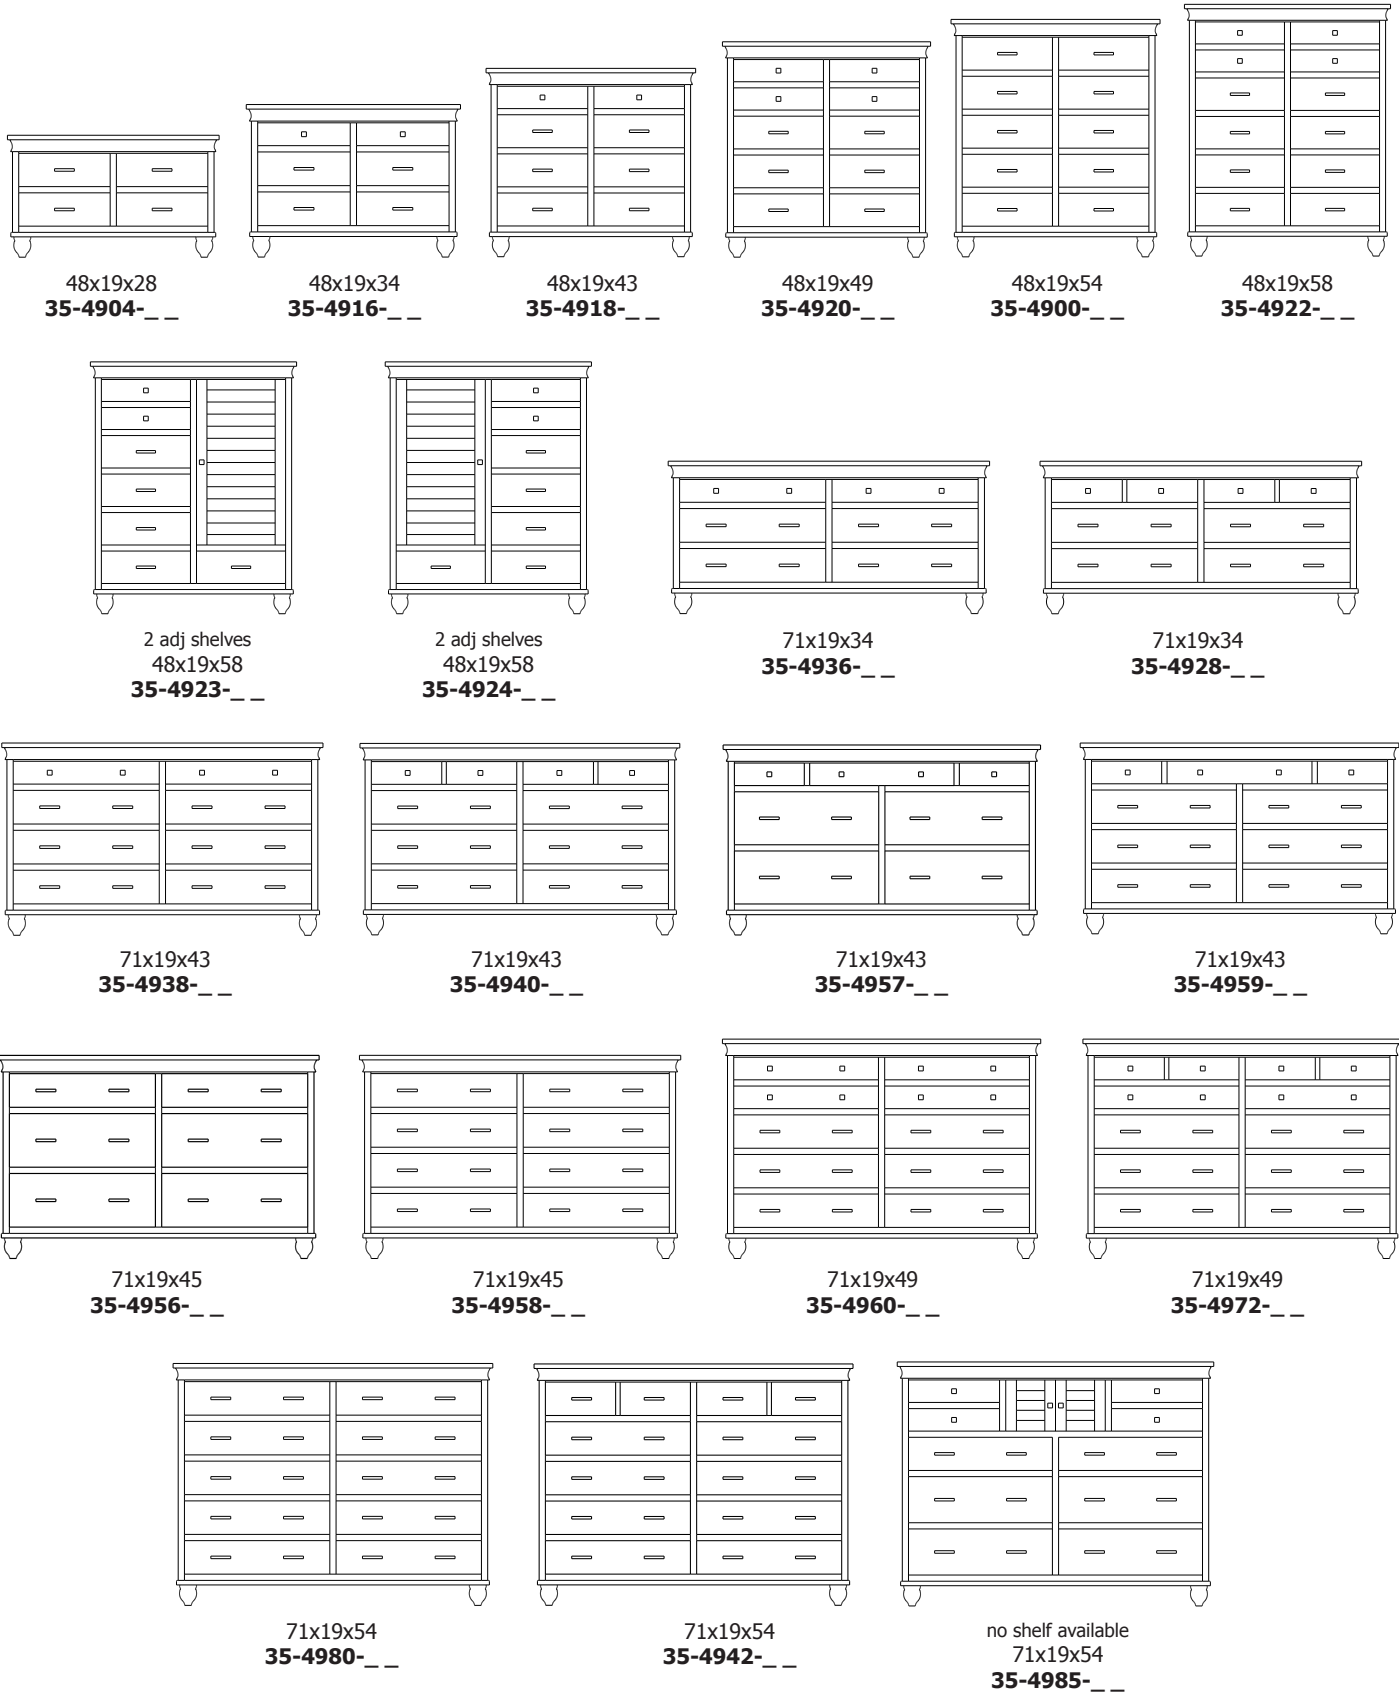 48x19x28
35-4904-_ _
48x19x34
35-4916-_ _
48x19x43
35-4918-_ _
48x19x49
35-4920-_ _
48x19x54
35-4900-_ _
48x19x58
35-4922-_ _
2 adj shelves
48x19x58
35-4923-_ _
2 adj shelves
48x19x58
35-4924-_ _
71x19x34
35-4936-_ _
71x19x34
35-4928-_ _
71x19x43
35-4938-_ _
71x19x43
35-4940-_ _
71x19x43
35-4957-_ _
71x19x43
35-4959-_ _
71x19x45
35-4956-_ _
71x19x45
35-4958-_ _
71x19x49
35-4960-_ _
71x19x49
35-4972-_ _
71x19x54
35-4980-_ _
71x19x54
35-4942-_ _
no shelf available
71x19x54
35-4985-_ _